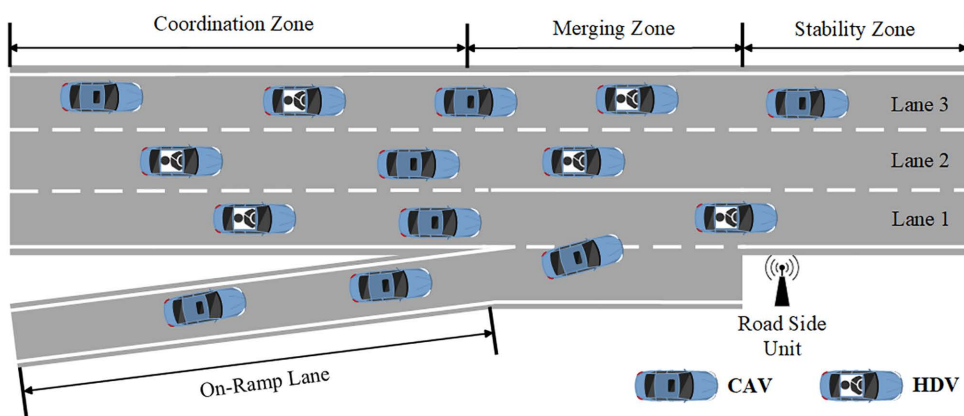 Coordination Zone
Merging Zone
Stability Zone
Lane 3
Lane 2
Lane 1
Road Side
Unit
On-Ramp Lane
CAV
HDV